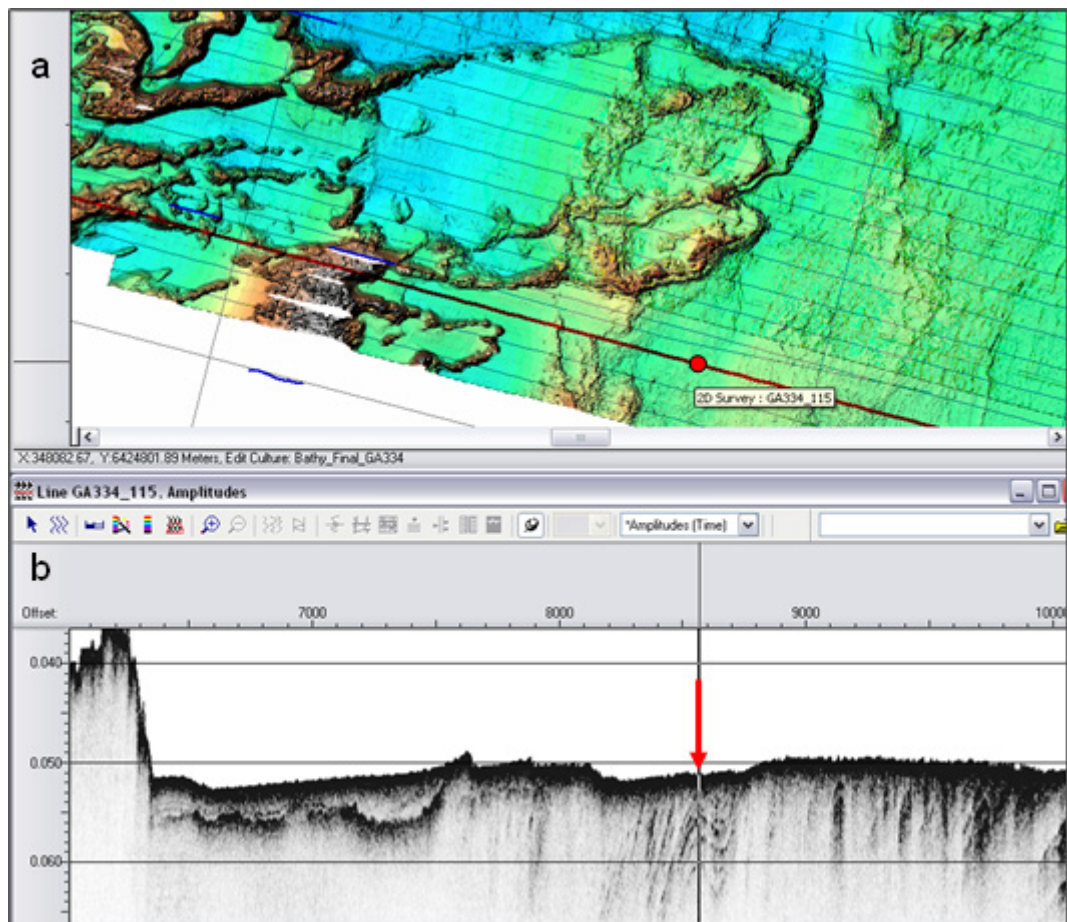 a
2D Survey : GA334_115
X:348082.67, Y:6424801.89 Meters, Edit Culture: Bathy_Final_GA334
Line GA334_115, Amplitudes
*Amplitudes (Time)
b
Offset: 7000 8000 9000 10000
0.040
0.050
0.060